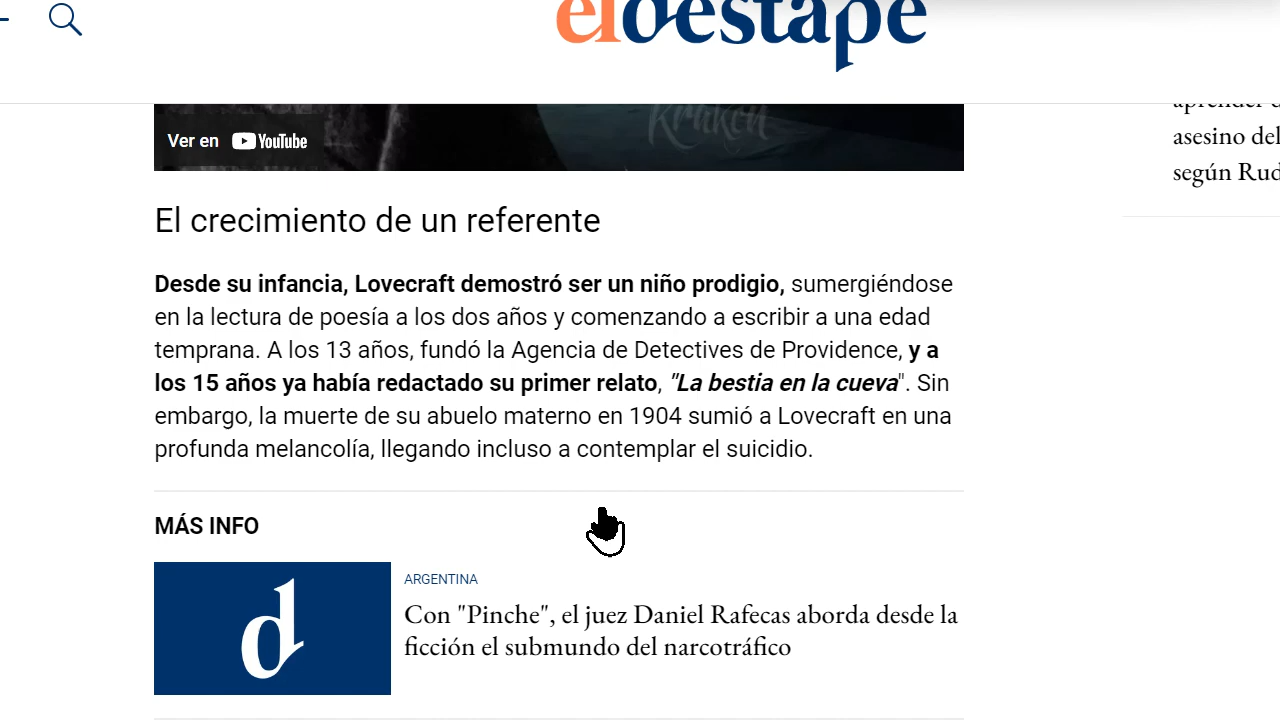 eldestape
Kraken
Ver en YouTube
aprender
asesino del
según Rud
El crecimiento de un referente
Desde su infancia, Lovecraft demostró ser un niño prodigio, sumergiéndose
en la lectura de poesía a los dos años y comenzando a escribir a una edad
temprana. A los 13 años, fundó la Agencia de Detectives de Providence, y a
los 15 años ya había redactado su primer relato, "La bestia en la cueva". Sin
embargo, la muerte de su abuelo materno en 1904 sumió a Lovecraft en una
profunda melancolía, llegando incluso a contemplar el suicidio.
MÁS INFO
d
ARGENTINA
Con "Pinche", el juez Daniel Rafecas aborda desde la
ficción el submundo del narcotráfico